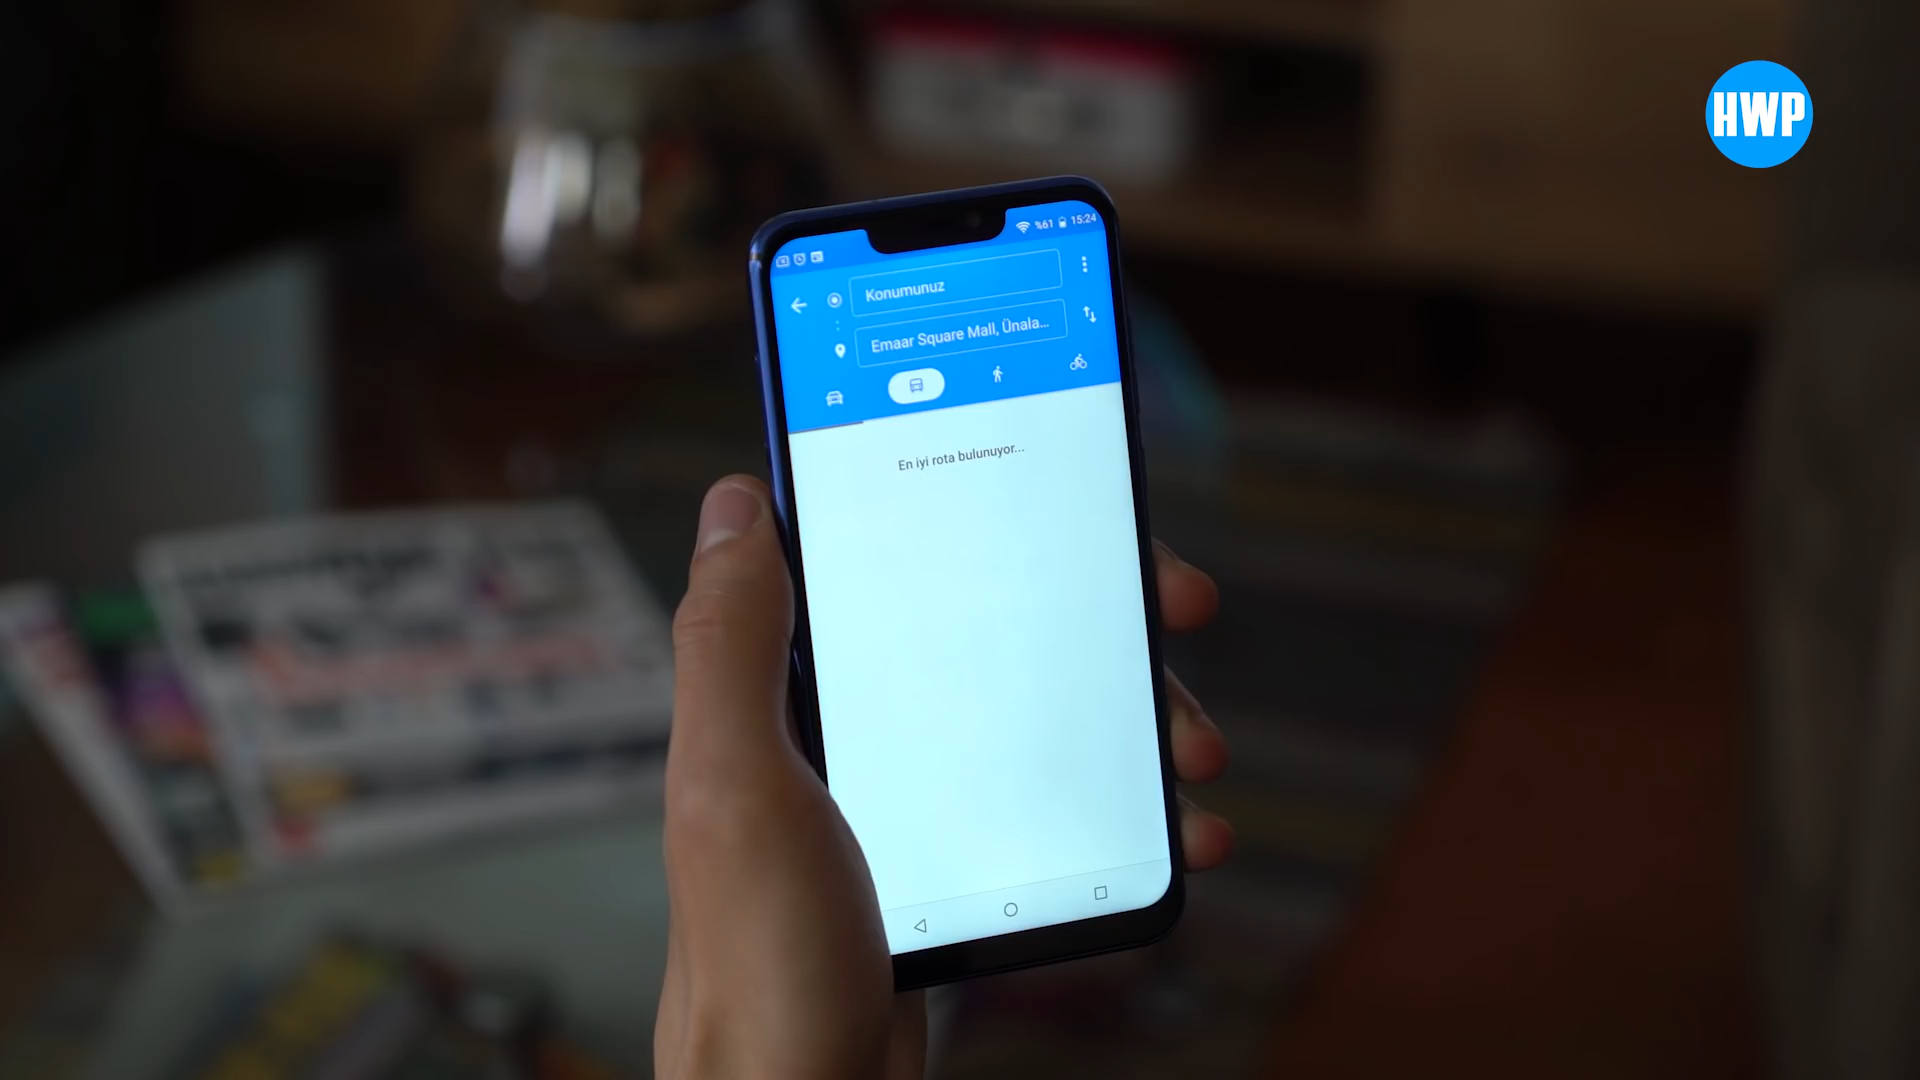 HWP
%61 15:24
Konumunuz
Emaar Square Mall, Ünala...
En iyi rota bulunuyor...